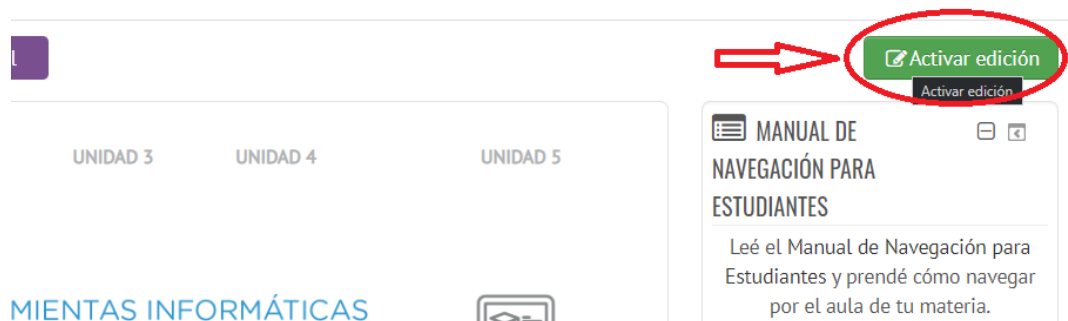 l
Activar edición
Activar edición
UNIDAD 3 UNIDAD 4 UNIDAD 5
MIENTAS INFORMÁTICAS
MANUAL DE
NAVEGACIÓN PARA
ESTUDIANTES
Leé el Manual de Navegación para
Estudiantes y prendé cómo navegar
por el aula de tu materia.